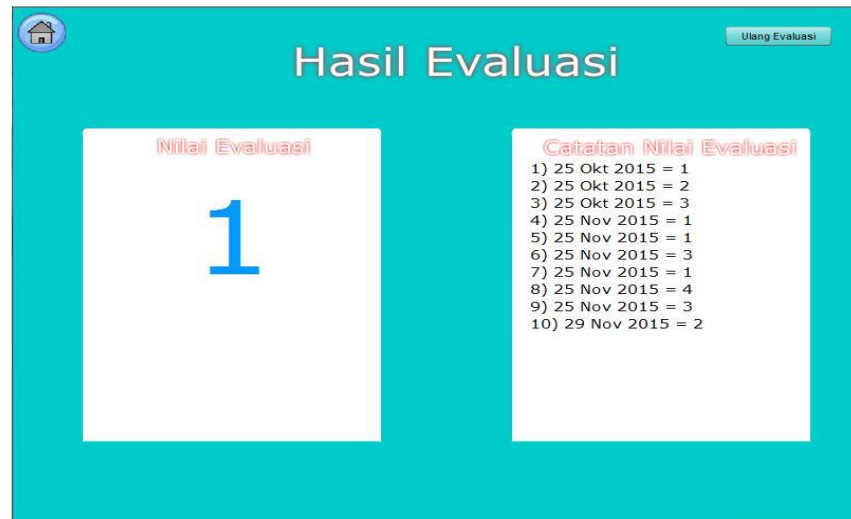 Ulang Evaluasi
Hasil Evaluasi
Nilai Evaluasi
1
Catatan Nilai Evaluasi
1) 25 Okt 2015 = 1
2) 25 Okt 2015 = 2
3) 25 Okt 2015 = 3
4) 25 Nov 2015 = 1
5) 25 Nov 2015 = 1
6) 25 Nov 2015 = 3
7) 25 Nov 2015 = 1
8) 25 Nov 2015 = 4
9) 25 Nov 2015 = 3
10) 29 Nov 2015 = 2